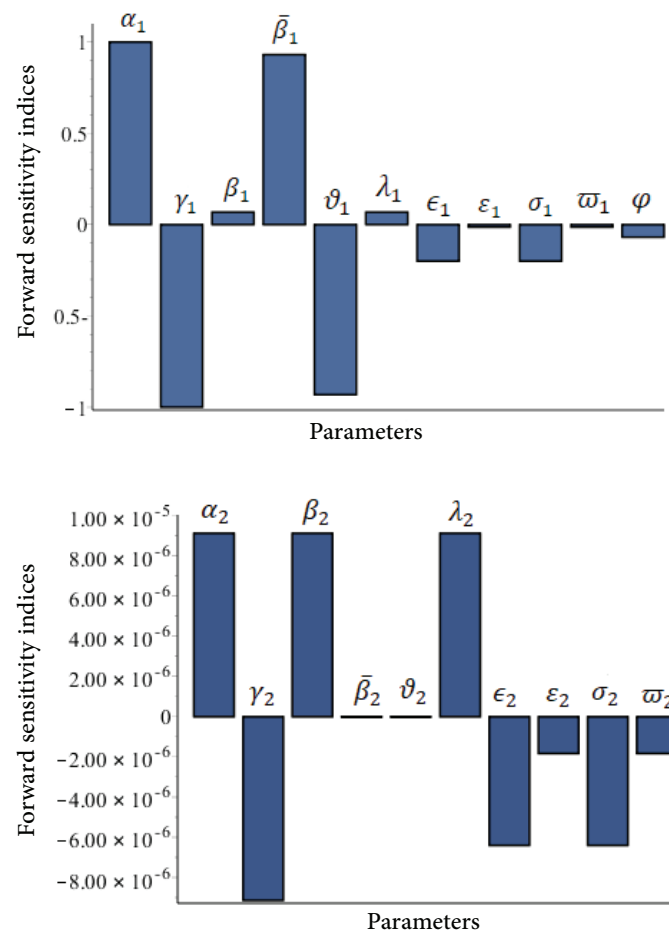 Forward sensitivity indices
1
0.5
0
0.5-
−1
α₁
γ₁
β₁
β̄₁
ϑ₁
λ₁
ϵ₁
ε₁
σ₁
ϖ₁
φ
Parameters
Forward sensitivity indices
1.00 × 10⁻⁵
8.00 × 10⁻⁶
6.00 × 10⁻⁶
4.00 × 10⁻⁶
2.00 × 10⁻⁶
0
−2.00 × 10⁻⁶
−4.00 × 10⁻⁶
−6.00 × 10⁻⁶
−8.00 × 10⁻⁶
α₂
γ₂
β₂
β̄₂
ϑ₂
λ₂
ϵ₂
ε₂
σ₂
ϖ₂
Parameters